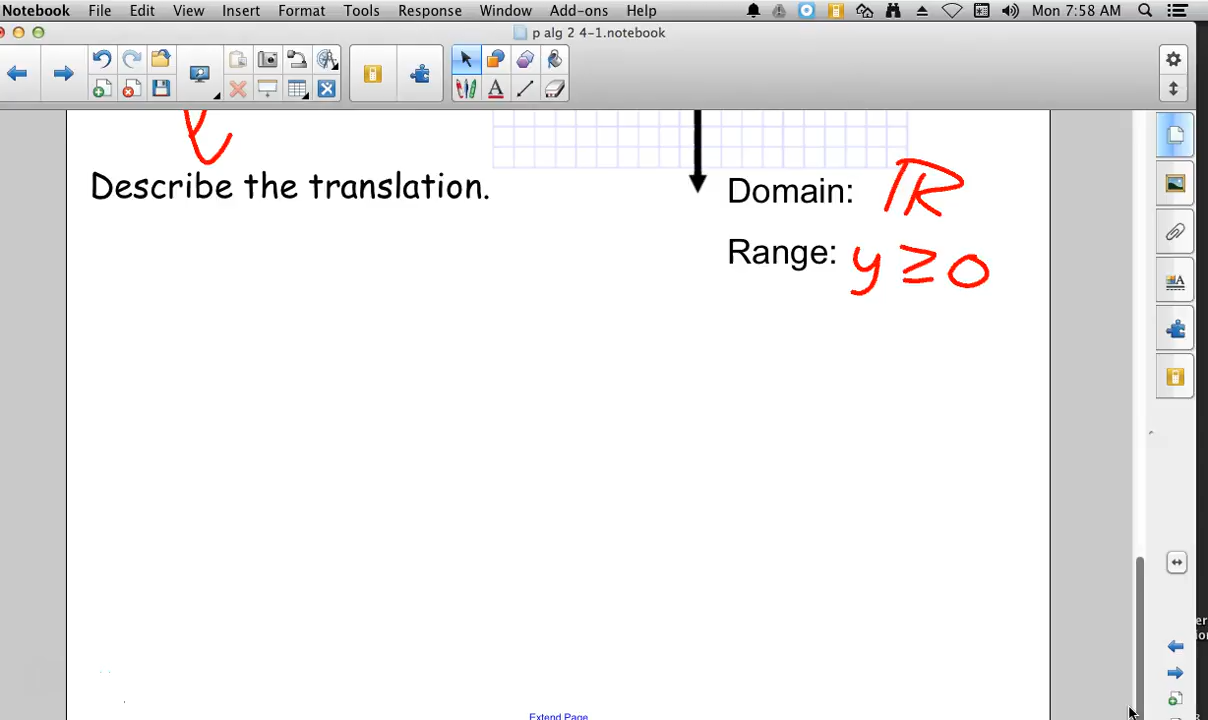 Notebook File Edit View Insert Format Tools Response Window Add-ons Help Mon 7:58 AM
p alg 2 4-1.notebook
Describe the translation.
Domain: ℝ
Range: y ≥ 0
Extend Page